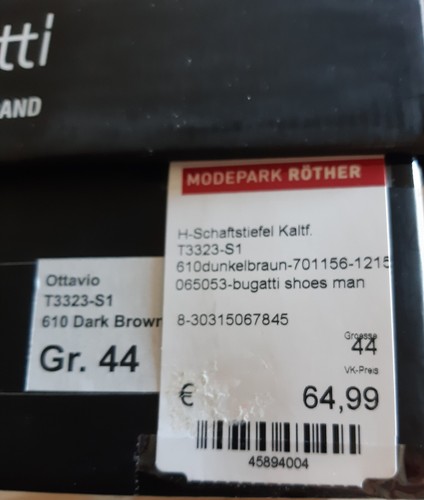 tti
AND
MODEPARK RÖTHER
H-Schaftstiefel Kaltf.
T3323-S1
610dunkelbraun-701156-1215
065053-bugatti shoes man
8-30315067845
Groesse
44
VK-Preis
€ 64,99
45894004
Ottavio
T3323-S1
610 Dark Brown
Gr. 44